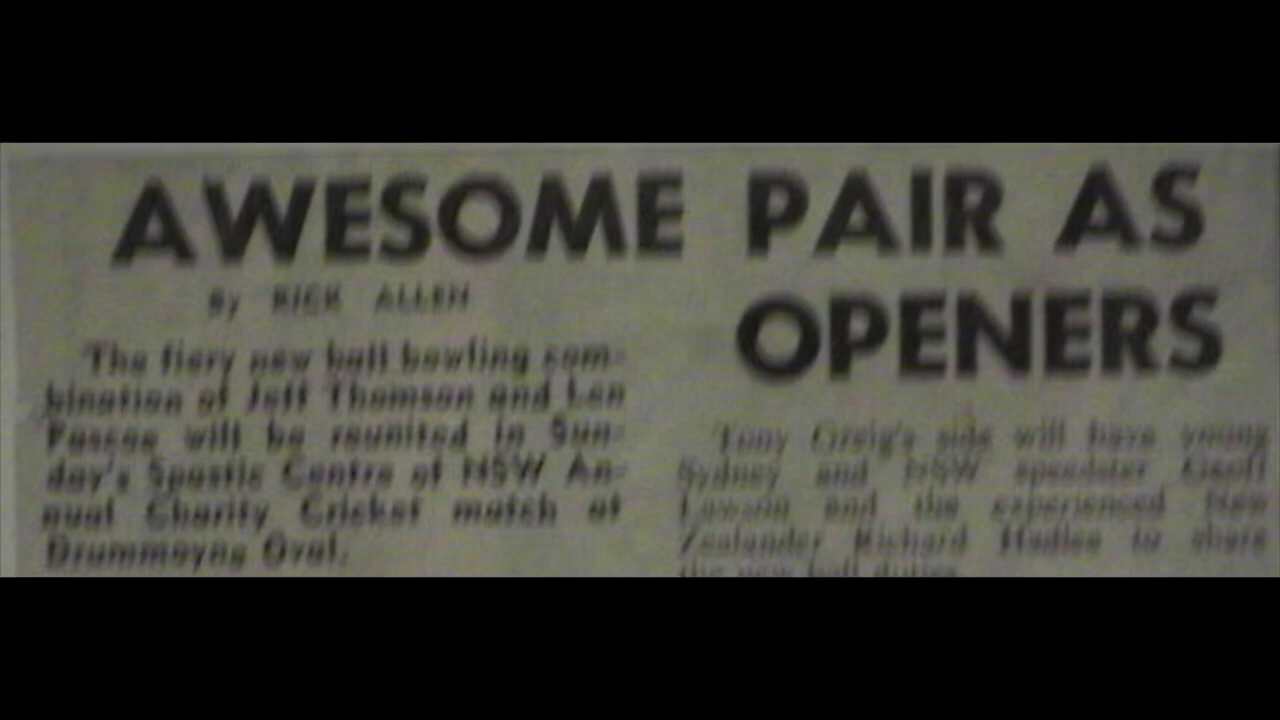 AWESOME PAIR AS
OPENERS
By RICK ALLEN
The fiery new ball bowling com-
bination of Jeff Thomson and Len
Pascoe will be reunited in Sun-
day's Spastic Centre of NSW An-
nual Charity Cricket match at
Drummoyne Oval.
Tony Greig's side will have young
Sydney and NSW speedster Geoff
Lawson and the experienced New
Zealander Richard Hadlee to share
the new ball duties